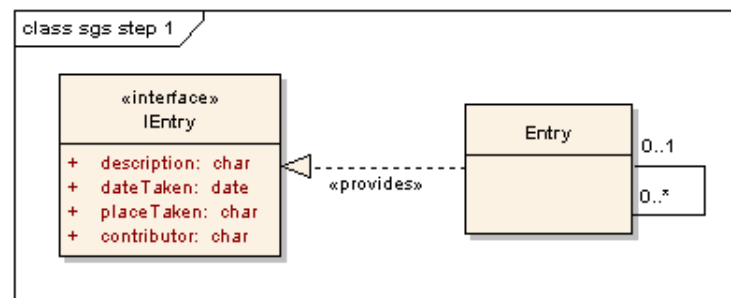 class sgs step 1
«interface»
IEntry
+ description: char
+ dateTaken: date
+ placeTaken: char
+ contributor: char
«provides»
Entry
0..1
0..*